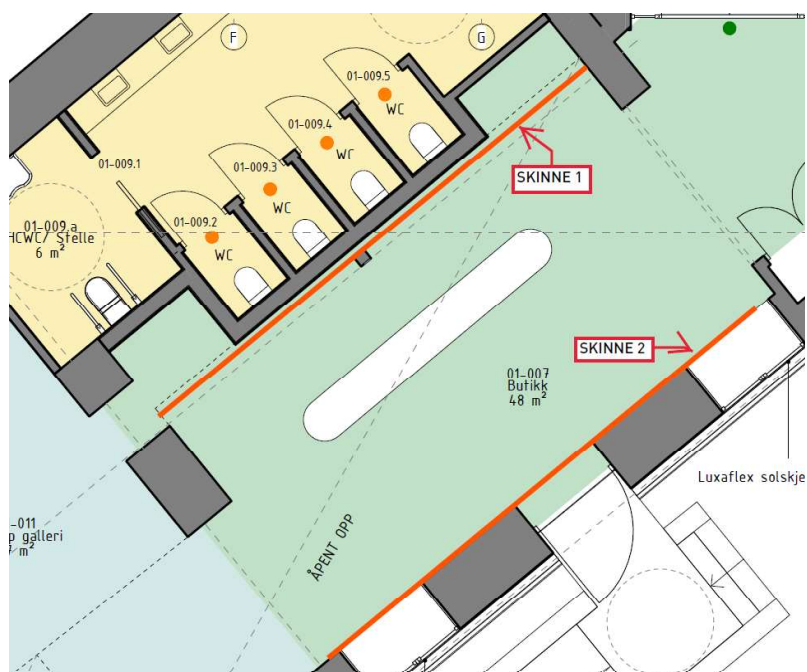 F
G
01-009.5
WC
01-009.4
WC
01-009.1
01-009.3
WC
01-009.2
WC
01-009.a
HCWC/ Stelle
6 m²
SKINNE 1
SKINNE 2
01-007
Butikk
48 m²
Luxaflex solskje
ÅPENT OPP
-011
p galleri
m²